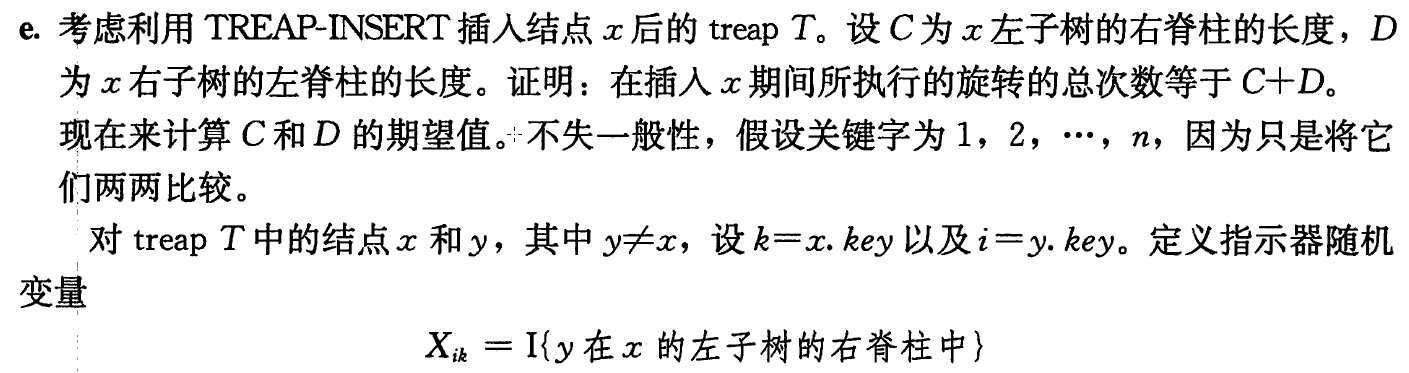 e. 考虑利用 TREAP-INSERT 插入结点 x 后的 treap T。设 C 为 x 左子树的右脊柱的长度，D
为 x 右子树的左脊柱的长度。证明：在插入 x 期间所执行的旋转的总次数等于 C+D。
现在来计算 C 和 D 的期望值。不失一般性，假设关键字为 1，2，…，n，因为只是将它
们两两比较。
对 treap T 中的结点 x 和 y，其中 y≠x，设 k=x. key 以及 i=y. key。定义指示器随机
变量
X_{ik} = I{y 在 x 的左子树的右脊柱中}